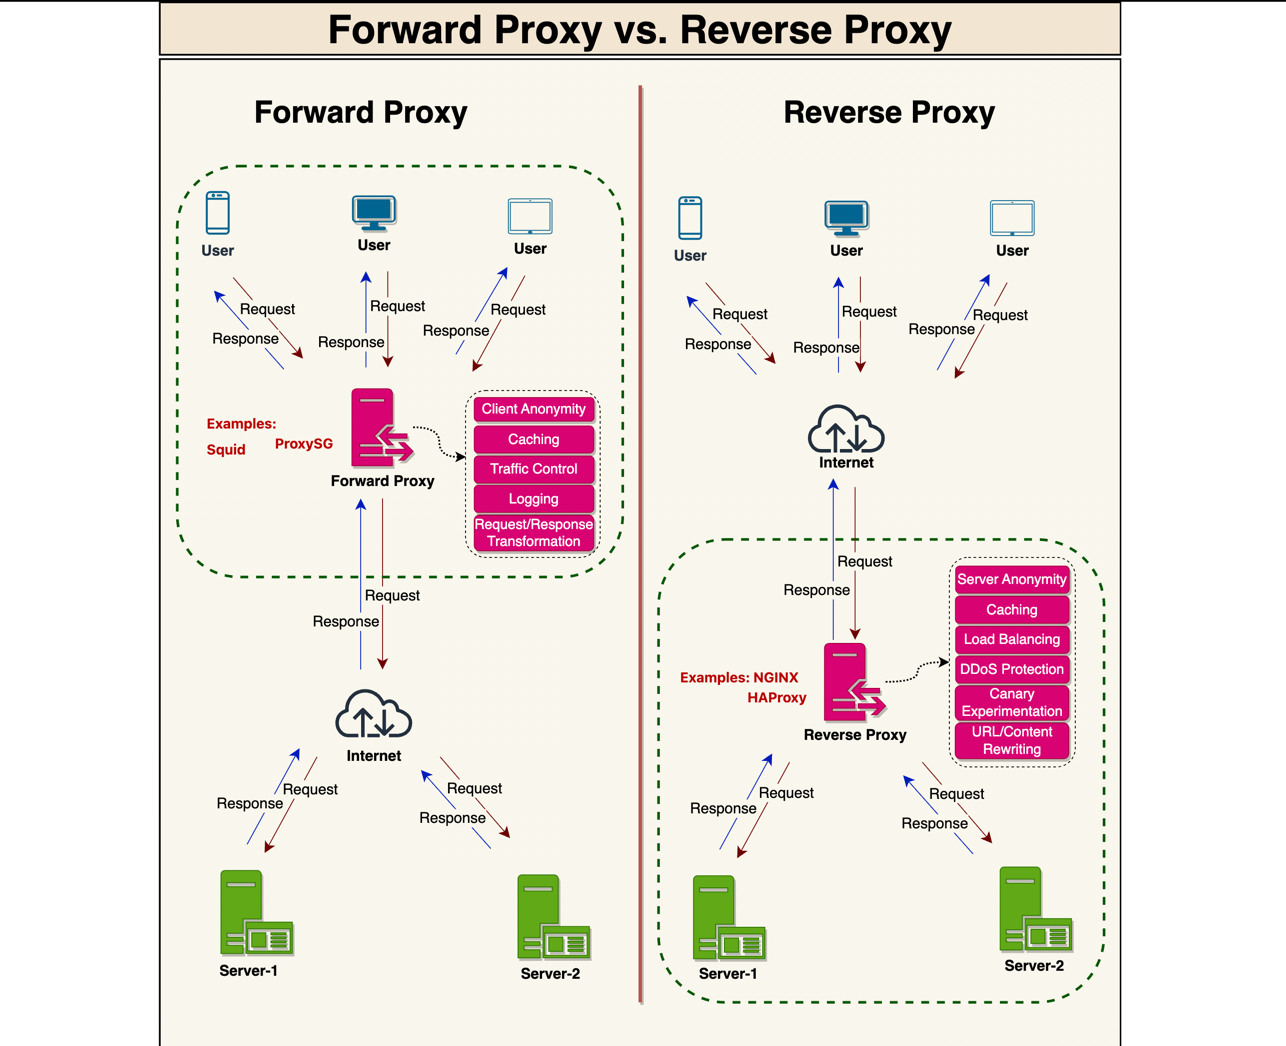 Forward Proxy vs. Reverse Proxy
Forward Proxy
User
User
User
Request
Response
Request
Response
Request
Response
Examples:
Squid
ProxySG
Forward Proxy
Client Anonymity
Caching
Traffic Control
Logging
Request/Response
Transformation
Request
Response
Internet
Response
Request
Request
Response
Server-1
Server-2
Reverse Proxy
User
User
User
Request
Response
Request
Response
Request
Response
Internet
Request
Response
Examples: NGINX
HAProxy
Reverse Proxy
Server Anonymity
Caching
Load Balancing
DDoS Protection
Canary
Experimentation
URL/Content
Rewriting
Response
Request
Request
Response
Server-1
Server-2